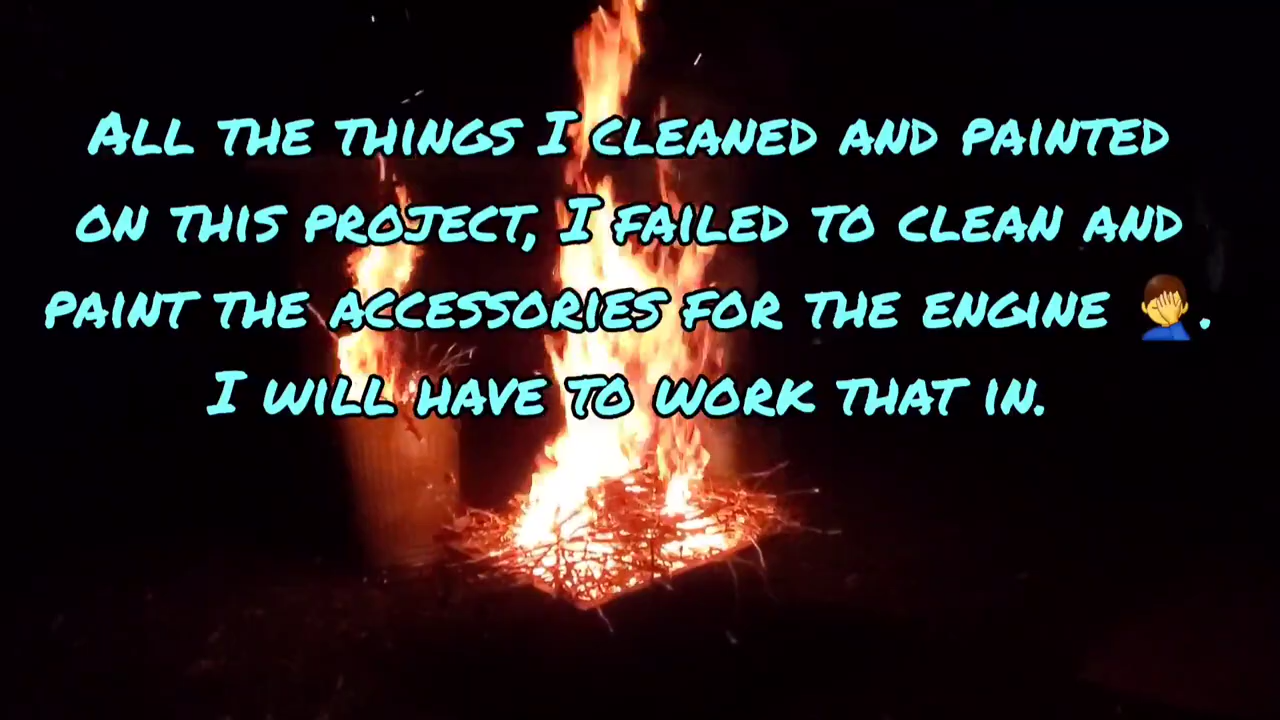 All the things I cleaned and painted
on this project, I failed to clean and
paint the accessories for the engine 🤦‍♂️.
I will have to work that in.